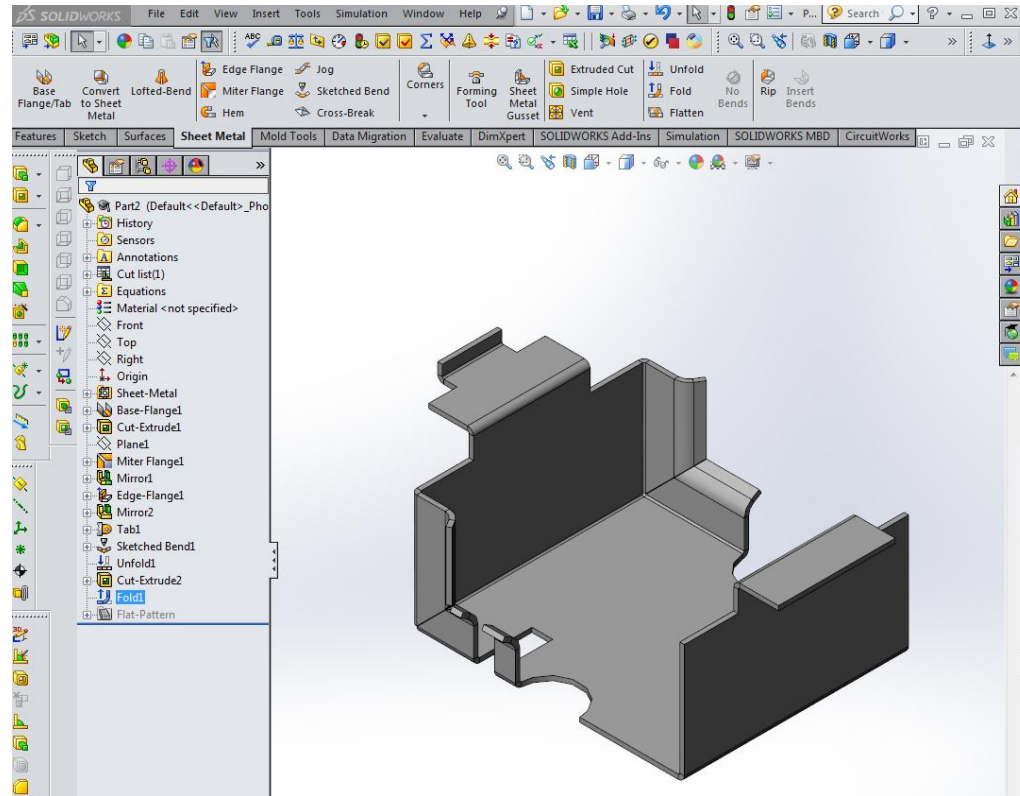 SOLIDWORKS File Edit View Insert Tools Simulation Window Help P... Search
Base Flange/Tab
Convert to Sheet Metal
Lofted-Bend
Edge Flange
Miter Flange
Hem
Jog
Sketched Bend
Cross-Break
Corners
Forming Tool
Sheet Metal Gusset
Extruded Cut
Simple Hole
Vent
Unfold
Fold
Flatten
No Bends
Rip
Insert Bends
Features Sketch Surfaces Sheet Metal Mold Tools Data Migration Evaluate DimXpert SOLIDWORKS Add-Ins Simulation SOLIDWORKS MBD CircuitWorks
Part2 (Default<<Default>_Pho
History
Sensors
Annotations
Cut list(1)
Equations
Material <not specified>
Front
Top
Right
Origin
Sheet-Metal
Base-Flange1
Cut-Extrude1
Plane1
Miter Flange1
Mirror1
Edge-Flange1
Mirror2
Tab1
Sketched Bend1
Unfold1
Cut-Extrude2
Fold1
Flat-Pattern